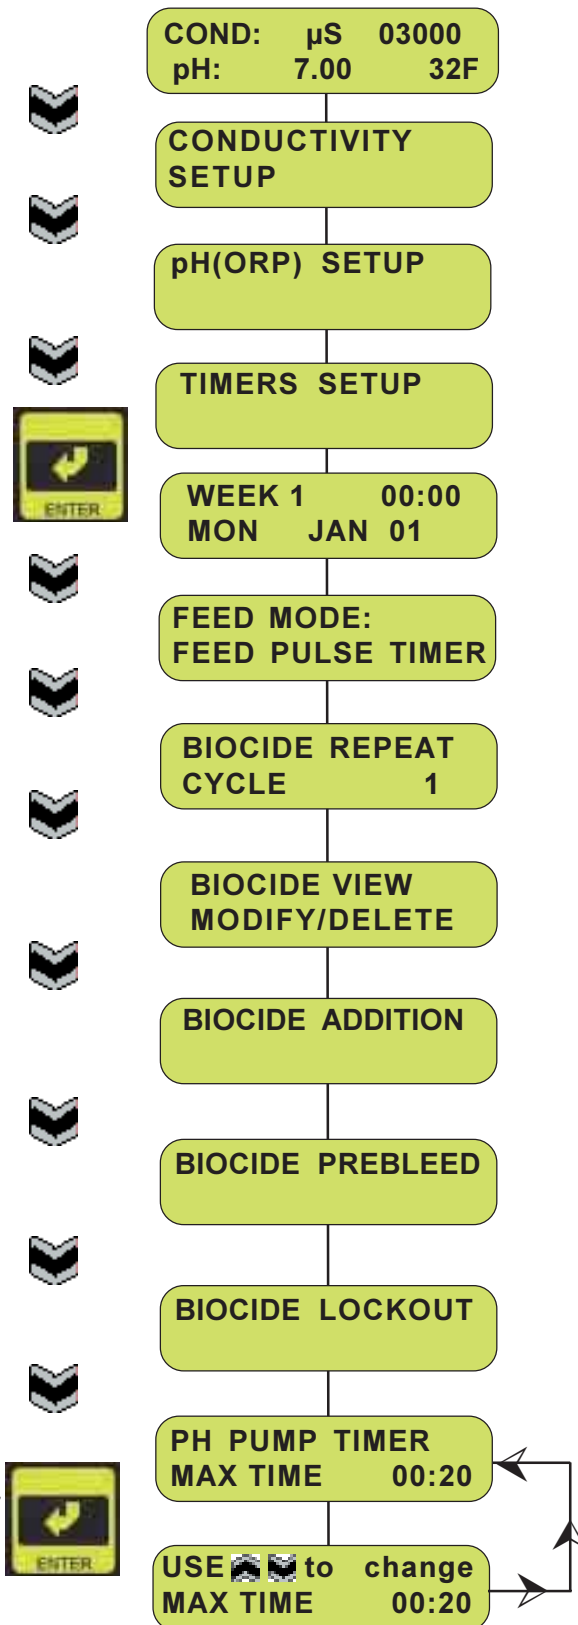 COND: µS 03000
pH: 7.00 32F
CONDUCTIVITY
SETUP
pH(ORP) SETUP
TIMERS SETUP
ENTER
WEEK 1 00:00
MON JAN 01
FEED MODE:
FEED PULSE TIMER
BIOCIDE REPEAT
CYCLE 1
BIOCIDE VIEW
MODIFY/DELETE
BIOCIDE ADDITION
BIOCIDE PREBLEED
BIOCIDE LOCKOUT
PH PUMP TIMER
MAX TIME 00:20
ENTER
USE to change
MAX TIME 00:20